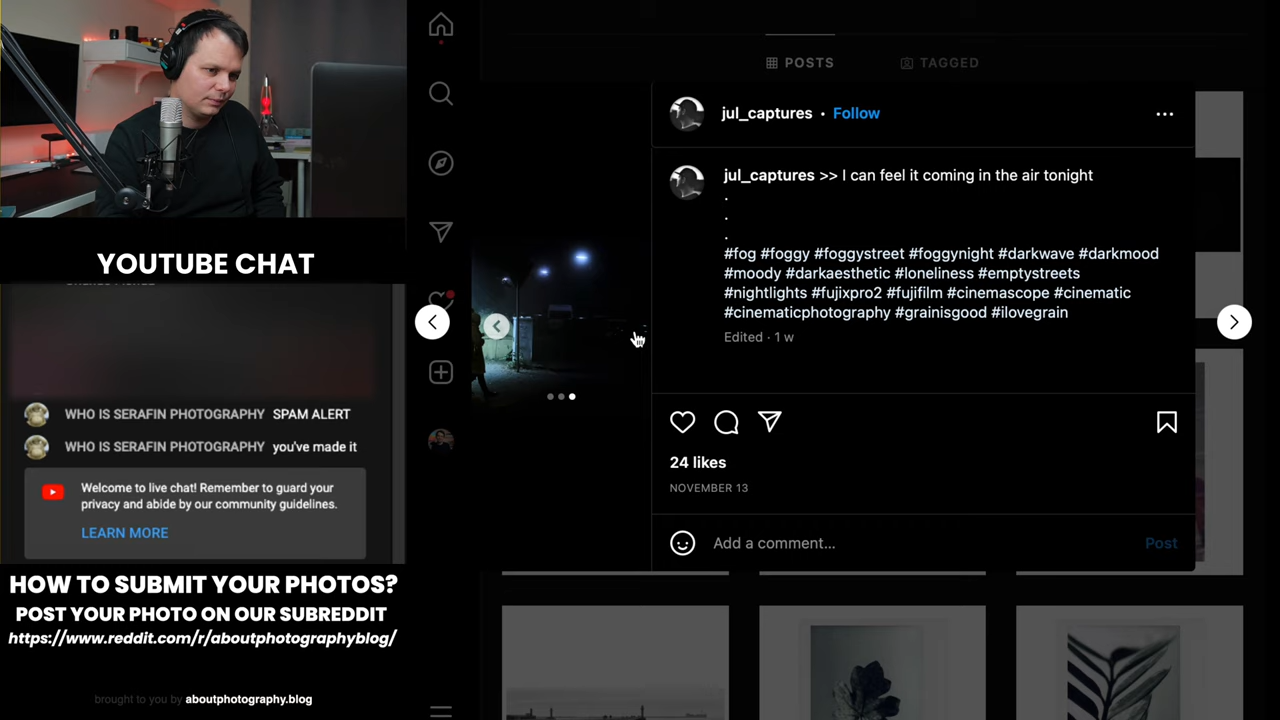 YOUTUBE CHAT
WHO IS SERAFIN PHOTOGRAPHY SPAM ALERT
WHO IS SERAFIN PHOTOGRAPHY you've made it
Welcome to live chat! Remember to guard your
privacy and abide by our community guidelines.
LEARN MORE
HOW TO SUBMIT YOUR PHOTOS?
POST YOUR PHOTO ON OUR SUBREDDIT
https://www.reddit.com/r/aboutphotographyblog/
brought to you by aboutphotography.blog
POSTS TAGGED
jul_captures • Follow
jul_captures >> I can feel it coming in the air tonight
.
.
.
#fog #foggy #foggystreet #foggynight #darkwave #darkmood
#moody #darkaesthetic #loneliness #emptystreets
#nightlights #fujixpro2 #fujifilm #cinemascope #cinematic
#cinematicphotography #grainisgood #ilovegrain
Edited · 1 w
24 likes
NOVEMBER 13
Add a comment... Post